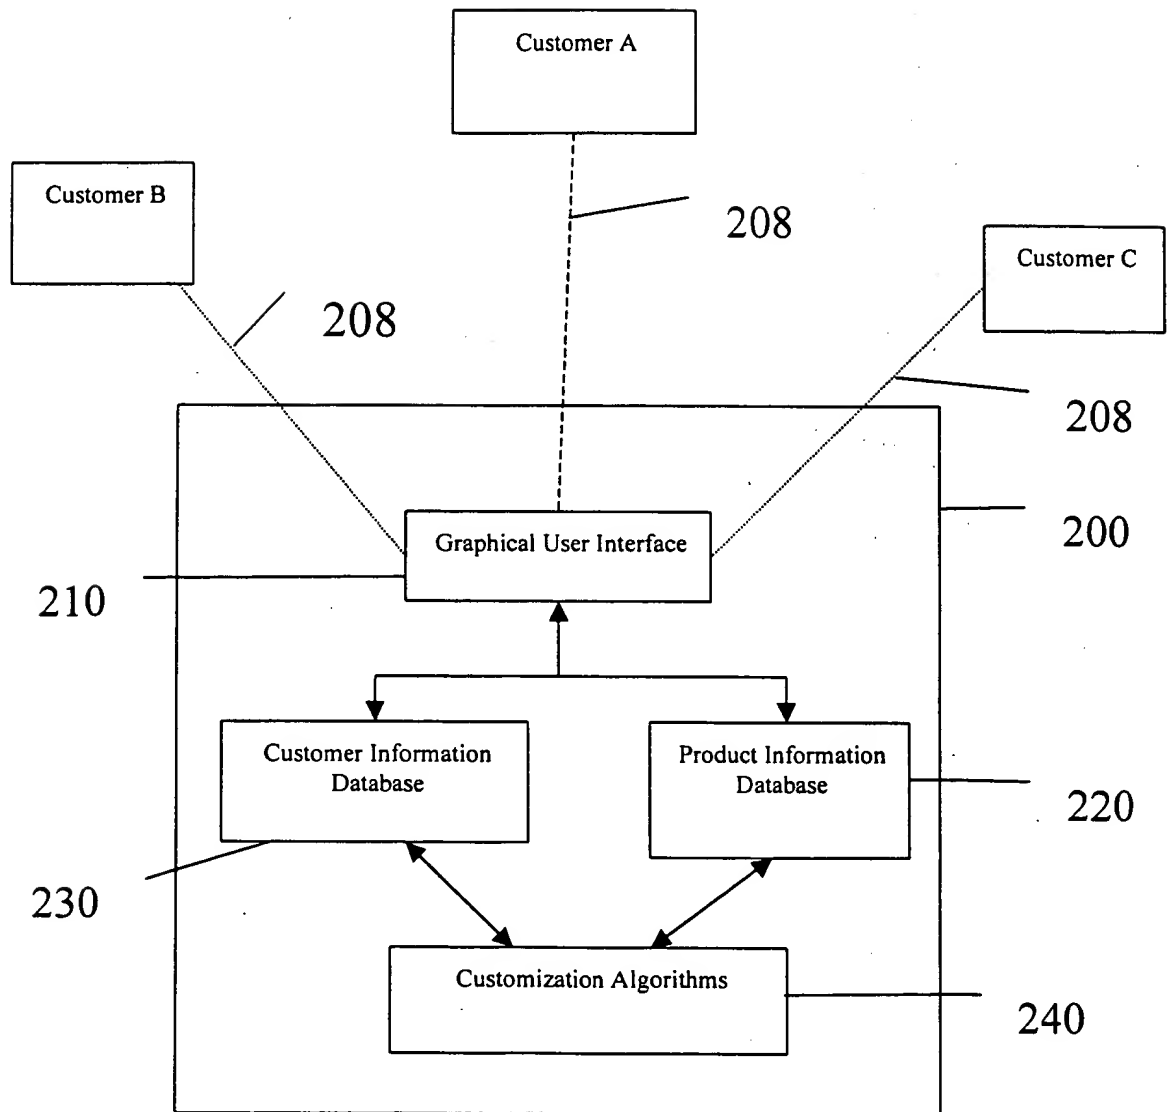 Customer A
Customer B
208
Customer C
208
208
200
Graphical User Interface
210
Customer Information
Database
Product Information
Database
220
230
Customization Algorithms
240